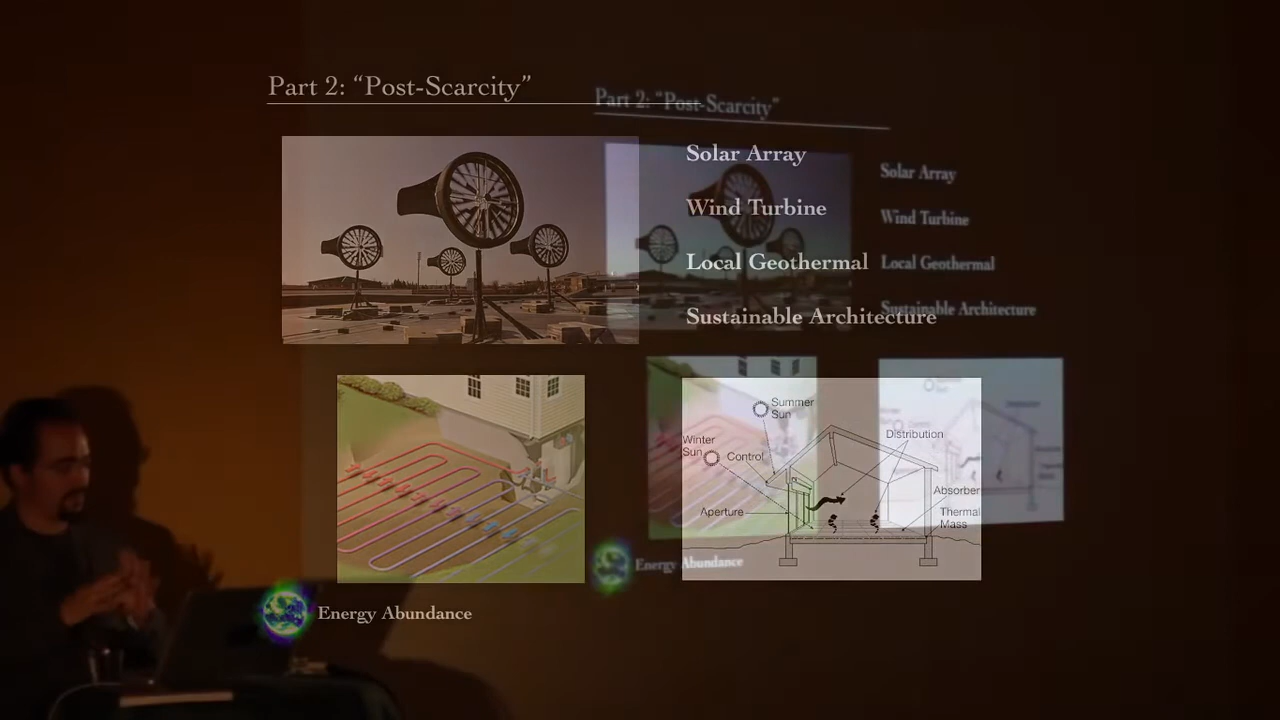 Part 2: “Post-Scarcity”
Solar Array
Wind Turbine
Local Geothermal
Sustainable Architecture
Summer
Sun
Winter
Sun
Control
Distribution
Aperture
Absorber
Thermal
Mass
Energy Abundance
Part 2: “Post-Scarcity”
Solar Array
Wind Turbine
Local Geothermal
Sustainable Architecture
Energy Abundance